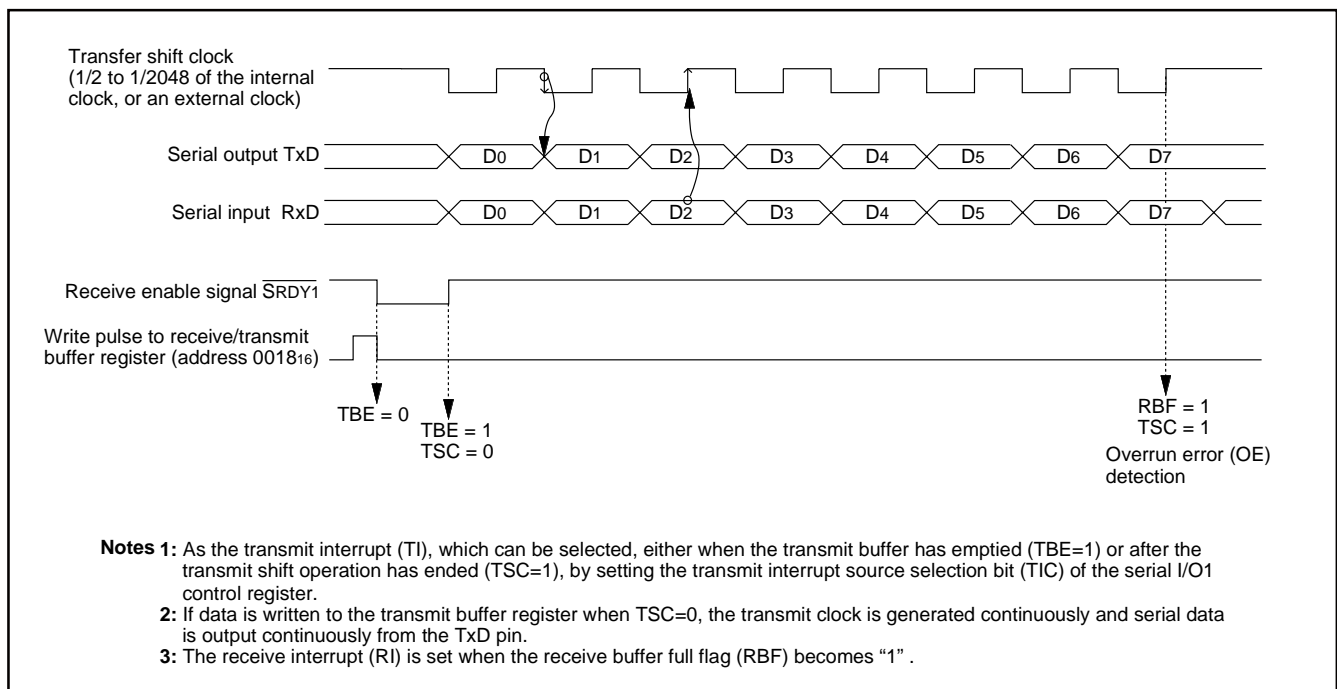 Transfer shift clock
(1/2 to 1/2048 of the internal
clock, or an external clock)
Serial output TxD
D0 D1 D2 D3 D4 D5 D6 D7
Serial input RxD
D0 D1 D2 D3 D4 D5 D6 D7
Receive enable signal SRDY1
Write pulse to receive/transmit
buffer register (address 001816)
TBE = 0
TBE = 1
TSC = 0
RBF = 1
TSC = 1
Overrun error (OE)
detection
Notes 1: As the transmit interrupt (TI), which can be selected, either when the transmit buffer has emptied (TBE=1) or after the
transmit shift operation has ended (TSC=1), by setting the transmit interrupt source selection bit (TIC) of the serial I/O1
control register.
2: If data is written to the transmit buffer register when TSC=0, the transmit clock is generated continuously and serial data
is output continuously from the TxD pin.
3: The receive interrupt (RI) is set when the receive buffer full flag (RBF) becomes “1” .